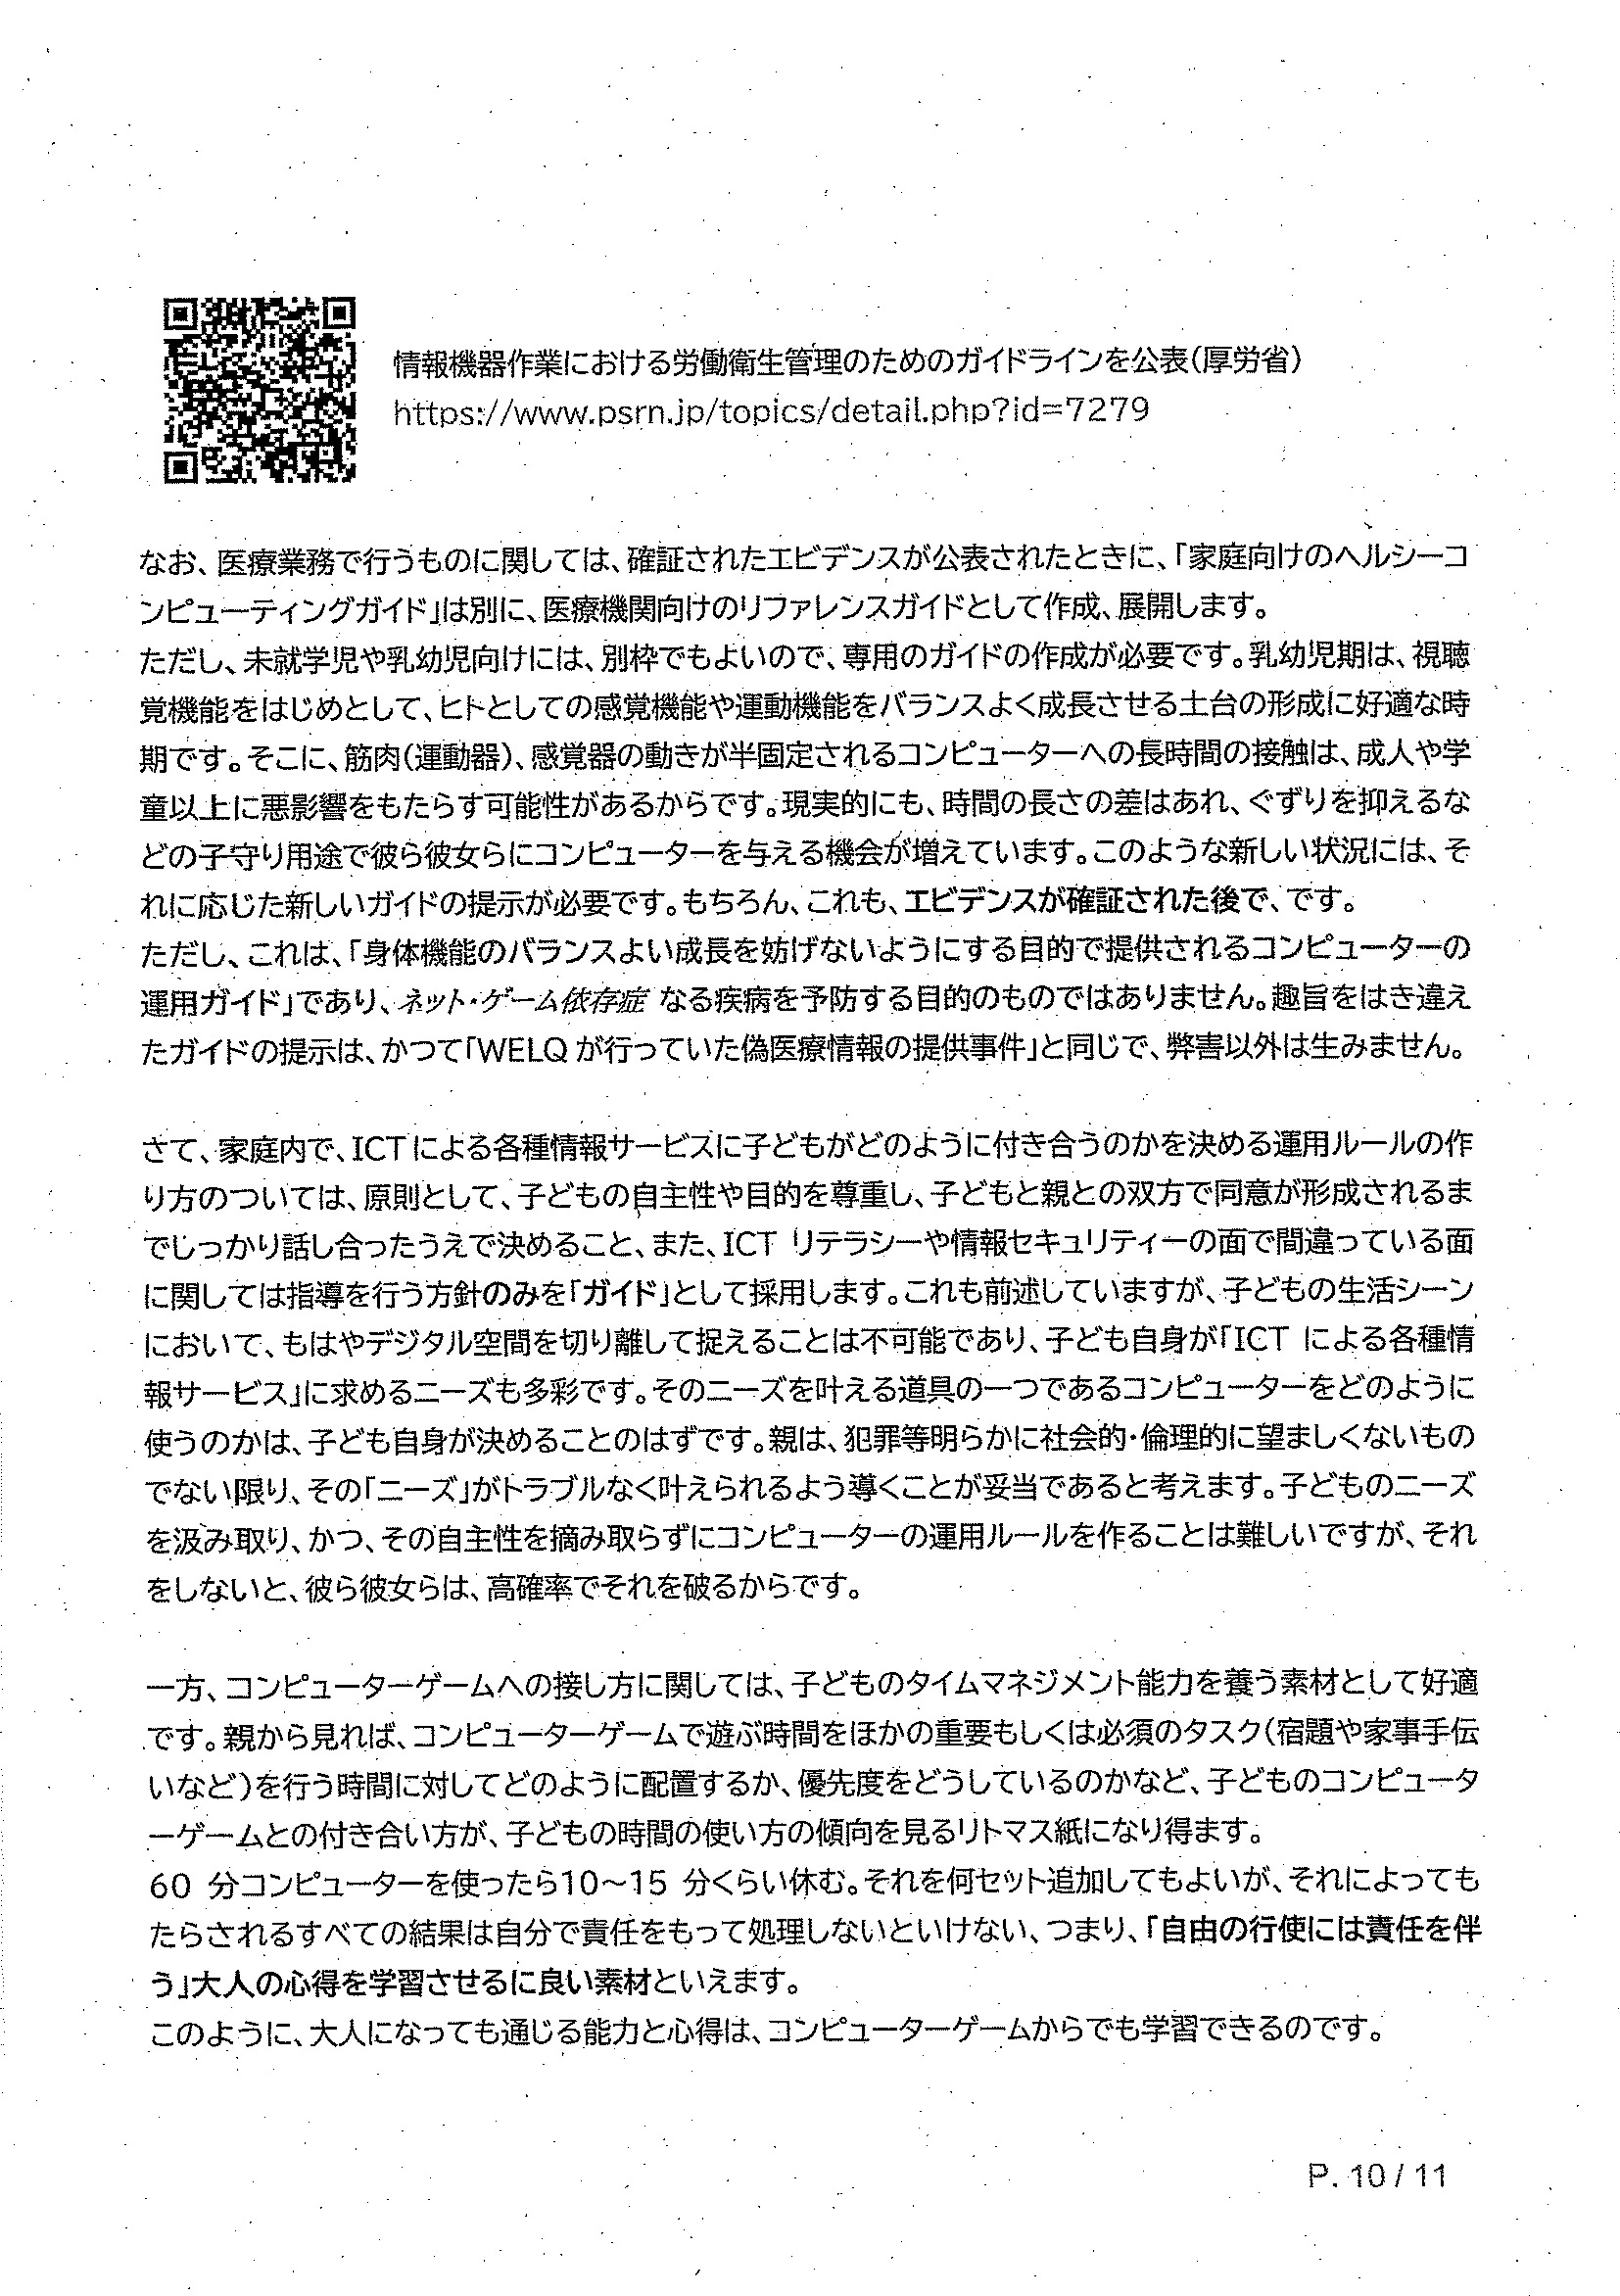 情報機器作業における労働衛生管理のためのガイドラインを公表(厚労省)
https://www.psrn.jp/topics/detail.php?id=7279
なお、医療業務で行うものに関しては、確証されたエビデンスが公表されたときに、「家庭向けのヘルシーコ
ンピューティングガイド」は別に、医療機関向けのリファレンスガイドとして作成、展開します。
ただし、未就学児や乳幼児向けには、別枠でもよいので、専用のガイドの作成が必要です。乳幼児期は、視聴
覚機能をはじめとして、ヒトとしての感覚機能や運動機能をバランスよく成長させる土台の形成に好適な時
期です。そこに、筋肉(運動器)、感覚器の動きが半固定されるコンピューターへの長時間の接触は、成人や学
童以上に悪影響をもたらす可能性があるからです。現実的にも、時間の長さの差はあれ、ぐずりを抑えるな
どの子守り用途で彼ら彼女らにコンピューターを与える機会が増えています。このような新しい状況には、そ
れに応じた新しいガイドの提示が必要です。もちろん、これも、エビデンスが確証された後で、です。
ただし、これは、「身体機能のバランスよい成長を妨げないようにする目的で提供されるコンピューターの
運用ガイド」であり、ネット・ゲーム依存症 なる疾病を予防する目的のものではありません。趣旨をはき違え
たガイドの提示は、かつて「WELQ が行っていた偽医療情報の提供事件」と同じで、弊害以外は生みません。
さて、家庭内で、ICT による各種情報サービスに子どもがどのように付き合うのかを決める運用ルールの作
り方のついては、原則として、子どもの自主性や目的を尊重し、子どもと親との双方で同意が形成されるま
でしっかり話し合ったうえで決めること、また、ICT リテラシーや情報セキュリティーの面で間違っている面
に関しては指導を行う方針のみを「ガイド」として採用します。これも前述していますが、子どもの生活シーン
において、もはやデジタル空間を切り離して捉えることは不可能であり、子ども自身が「ICT による各種情
報サービス」に求めるニーズも多彩です。そのニーズを叶える道具の一つであるコンピューターをどのように
使うのかは、子ども自身が決めることのはずです。親は、犯罪等明らかに社会的・倫理的に望ましくないもの
でない限り、その「ニーズ」がトラブルなく叶えられるよう導くことが妥当であると考えます。子どものニーズ
を汲み取り、かつ、その自主性を摘み取らずにコンピューターの運用ルールを作ることは難しいですが、それ
をしないと、彼ら彼女らは、高確率でそれを破るからです。
一方、コンピューターゲームへの接し方に関しては、子どものタイムマネジメント能力を養う素材として好適
です。親から見れば、コンピューターゲームで遊ぶ時間をほかの重要もしくは必須のタスク(宿題や家事手伝
いなど)を行う時間に対してどのように配置するか、優先度をどうしているのかなど、子どものコンピュータ
ーゲームとの付き合い方が、子どもの時間の使い方の傾向を見るリトマス紙になり得ます。
60 分コンピューターを使ったら10～15 分くらい休む。それを何セット追加してもよいが、それによっても
たらされるすべての結果は自分で責任をもって処理しないといけない、つまり、「自由の行使には責任を伴
う」大人の心得を学習させるに良い素材といえます。
このように、大人になっても通じる能力と心得は、コンピューターゲームからでも学習できるのです。
P. 10 / 11